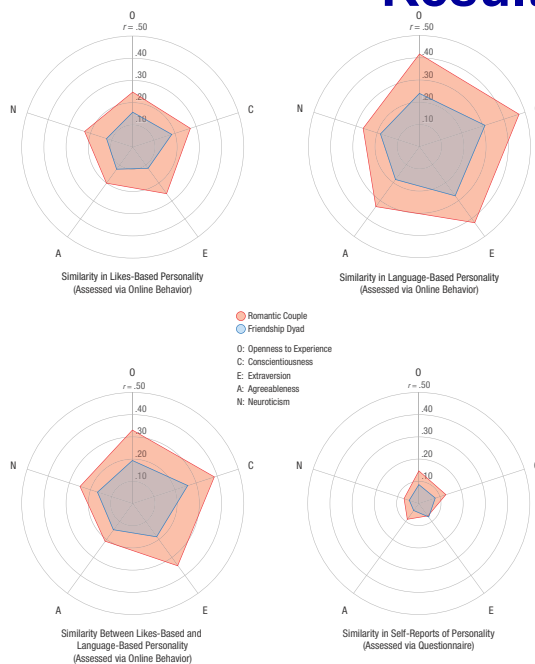 Result
O
r = .50
.40
.30
.20
.10
N
C
A
E
Similarity in Likes-Based Personality
(Assessed via Online Behavior)
O
r = .50
.40
.30
.20
.10
N
A
E
Similarity in Language-Based Personality
(Assessed via Online Behavior)
Romantic Couple
Friendship Dyad
O: Openness to Experience
C: Conscientiousness
E: Extraversion
A: Agreeableness
N: Neuroticism
O
r = .50
.40
.30
.20
.10
N
C
A
E
Similarity Between Likes-Based and
Language-Based Personality
(Assessed via Online Behavior)
O
r = .50
.40
.30
.20
.10
N
A
E
Similarity in Self-Reports of Personality
(Assessed via Questionnaire)